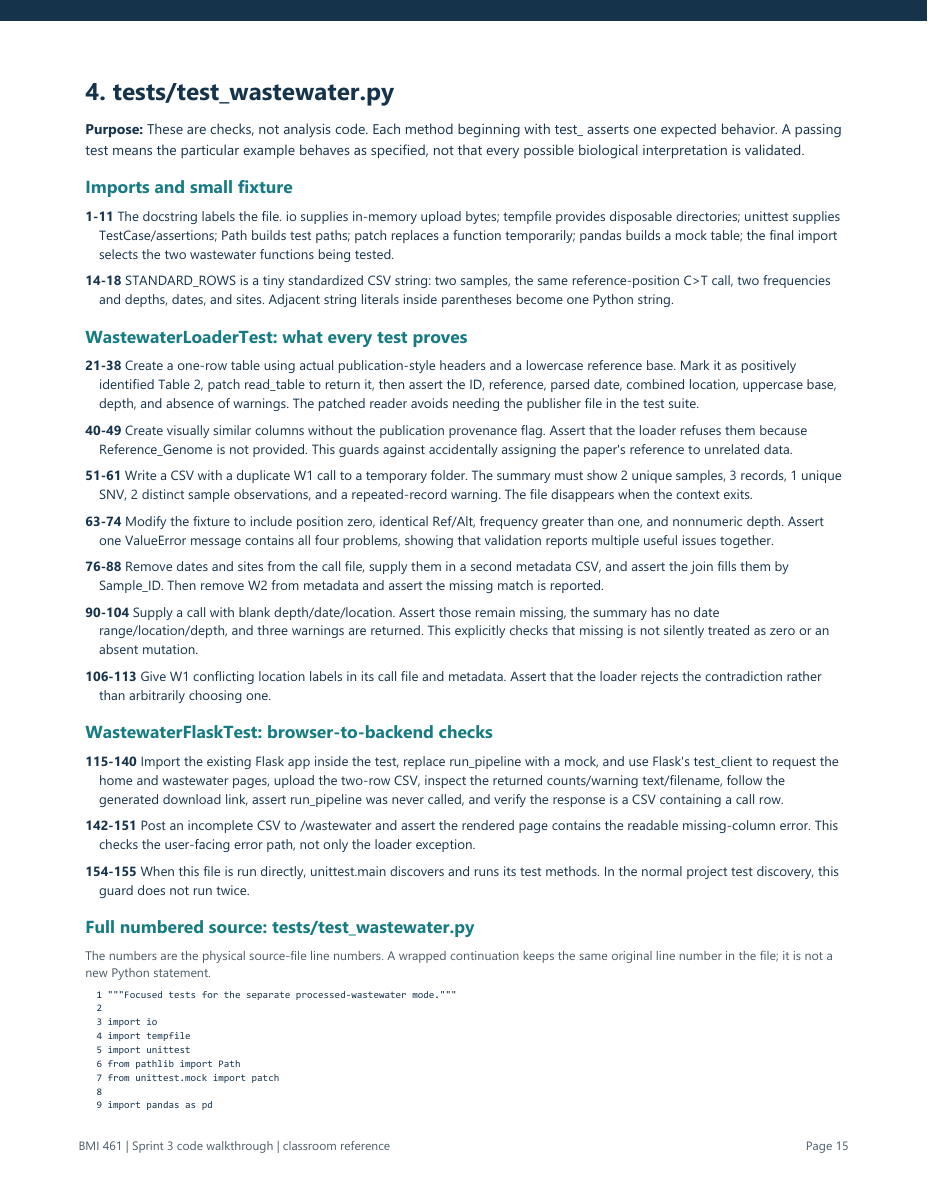 4. tests/test_wastewater.py
Purpose: These are checks, not analysis code. Each method beginning with test_ asserts one expected behavior. A passing
test means the particular example behaves as specified, not that every possible biological interpretation is validated.
Imports and small fixture
1-11 The docstring labels the file. io supplies in-memory upload bytes; tempfile provides disposable directories; unittest supplies
TestCase/assertions; Path builds test paths; patch replaces a function temporarily; pandas builds a mock table; the final import
selects the two wastewater functions being tested.
14-18 STANDARD_ROWS is a tiny standardized CSV string: two samples, the same reference-position C>T call, two frequencies
and depths, dates, and sites. Adjacent string literals inside parentheses become one Python string.
WastewaterLoaderTest: what every test proves
21-38 Create a one-row table using actual publication-style headers and a lowercase reference base. Mark it as positively
identified Table 2, patch read_table to return it, then assert the ID, reference, parsed date, combined location, uppercase base,
depth, and absence of warnings. The patched reader avoids needing the publisher file in the test suite.
40-49 Create visually similar columns without the publication provenance flag. Assert that the loader refuses them because
Reference_Genome is not provided. This guards against accidentally assigning the paper's reference to unrelated data.
51-61 Write a CSV with a duplicate W1 call to a temporary folder. The summary must show 2 unique samples, 3 records, 1 unique
SNV, 2 distinct sample observations, and a repeated-record warning. The file disappears when the context exits.
63-74 Modify the fixture to include position zero, identical Ref/Alt, frequency greater than one, and nonnumeric depth. Assert
one ValueError message contains all four problems, showing that validation reports multiple useful issues together.
76-88 Remove dates and sites from the call file, supply them in a second metadata CSV, and assert the join fills them by
Sample_ID. Then remove W2 from metadata and assert the missing match is reported.
90-104 Supply a call with blank depth/date/location. Assert those remain missing, the summary has no date
range/location/depth, and three warnings are returned. This explicitly checks that missing is not silently treated as zero or an
absent mutation.
106-113 Give W1 conflicting location labels in its call file and metadata. Assert that the loader rejects the contradiction rather
than arbitrarily choosing one.
WastewaterFlaskTest: browser-to-backend checks
115-140 Import the existing Flask app inside the test, replace run_pipeline with a mock, and use Flask's test_client to request the
home and wastewater pages, upload the two-row CSV, inspect the returned counts/warning text/filename, follow the
generated download link, assert run_pipeline was never called, and verify the response is a CSV containing a call row.
142-151 Post an incomplete CSV to /wastewater and assert the rendered page contains the readable missing-column error. This
checks the user-facing error path, not only the loader exception.
154-155 When this file is run directly, unittest.main discovers and runs its test methods. In the normal project test discovery, this
guard does not run twice.
Full numbered source: tests/test_wastewater.py
The numbers are the physical source-file line numbers. A wrapped continuation keeps the same original line number in the file; it is not a
new Python statement.
1 """Focused tests for the separate processed-wastewater mode."""
2
3 import io
4 import tempfile
5 import unittest
6 from pathlib import Path
7 from unittest.mock import patch
8
9 import pandas as pd
BMI 461 | Sprint 3 code walkthrough | classroom reference
Page 15